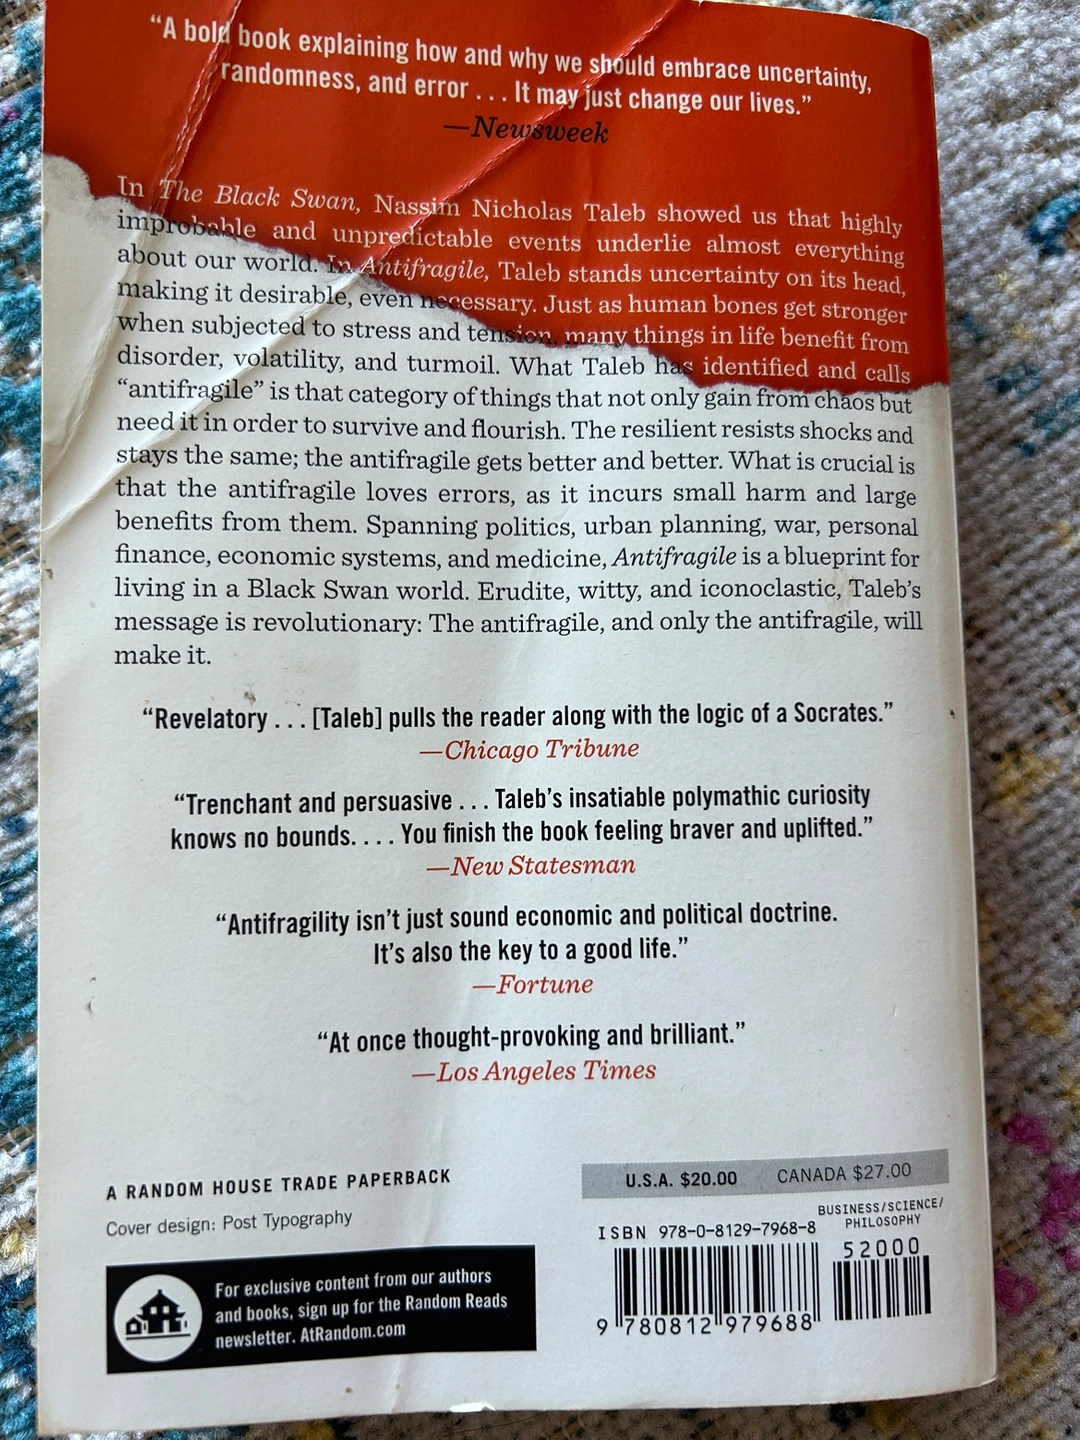 “A bold book explaining how and why we should embrace uncertainty,
randomness, and error . . . It may just change our lives.”
—Newsweek
In The Black Swan, Nassim Nicholas Taleb showed us that highly
improbable and unpredictable events underlie almost everything
about our world. In Antifragile, Taleb stands uncertainty on its head,
making it desirable, even necessary. Just as human bones get stronger
when subjected to stress and tension, many things in life benefit from
disorder, volatility, and turmoil. What Taleb has identified and calls
“antifragile” is that category of things that not only gain from chaos but
need it in order to survive and flourish. The resilient resists shocks and
stays the same; the antifragile gets better and better. What is crucial is
that the antifragile loves errors, as it incurs small harm and large
benefits from them. Spanning politics, urban planning, war, personal
finance, economic systems, and medicine, Antifragile is a blueprint for
living in a Black Swan world. Erudite, witty, and iconoclastic, Taleb’s
message is revolutionary: The antifragile, and only the antifragile, will
make it.
“Revelatory . . . [Taleb] pulls the reader along with the logic of a Socrates.”
—Chicago Tribune
“Trenchant and persuasive . . . Taleb’s insatiable polymathic curiosity
knows no bounds. . . . You finish the book feeling braver and uplifted.”
—New Statesman
“Antifragility isn’t just sound economic and political doctrine.
It’s also the key to a good life.”
—Fortune
“At once thought-provoking and brilliant.”
—Los Angeles Times
A RANDOM HOUSE TRADE PAPERBACK
Cover design: Post Typography
For exclusive content from our authors
and books, sign up for the Random Reads
newsletter. AtRandom.com
U.S.A. $20.00 CANADA $27.00
BUSINESS/SCIENCE/
PHILOSOPHY
ISBN 978-0-8129-7968-8
52000
9 780812 979688